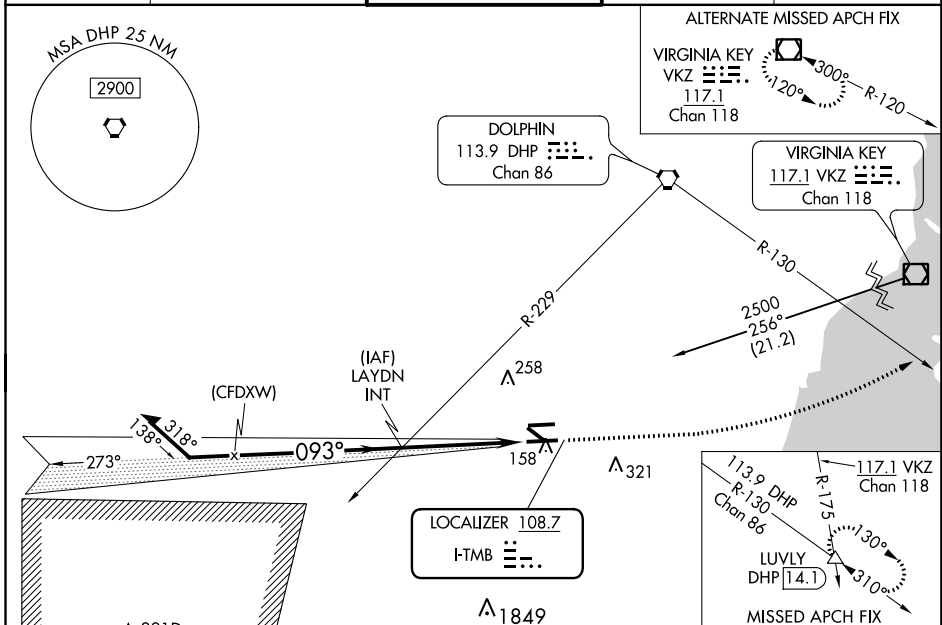 MSA DHP 25 NM
2900
ALTERNATE MISSED APCH FIX
VIRGINIA KEY
VKZ
117.1
Chan 118
300°
120°
R-120
DOLPHIN
113.9 DHP
Chan 86
VIRGINIA KEY
117.1 VKZ
Chan 118
R-130
R-229
2500
256°
(21.2)
(IAF)
LAYDN
INT
258
(CFDXW)
318°
138°
093°
273°
158
321
LOCALIZER 108.7
I-TMB
1849
113.9 DHP
R-130
Chan 86
R-175
117.1 VKZ
Chan 118
130°
310°
LUVLY
DHP 14.1
MISSED APCH FIX